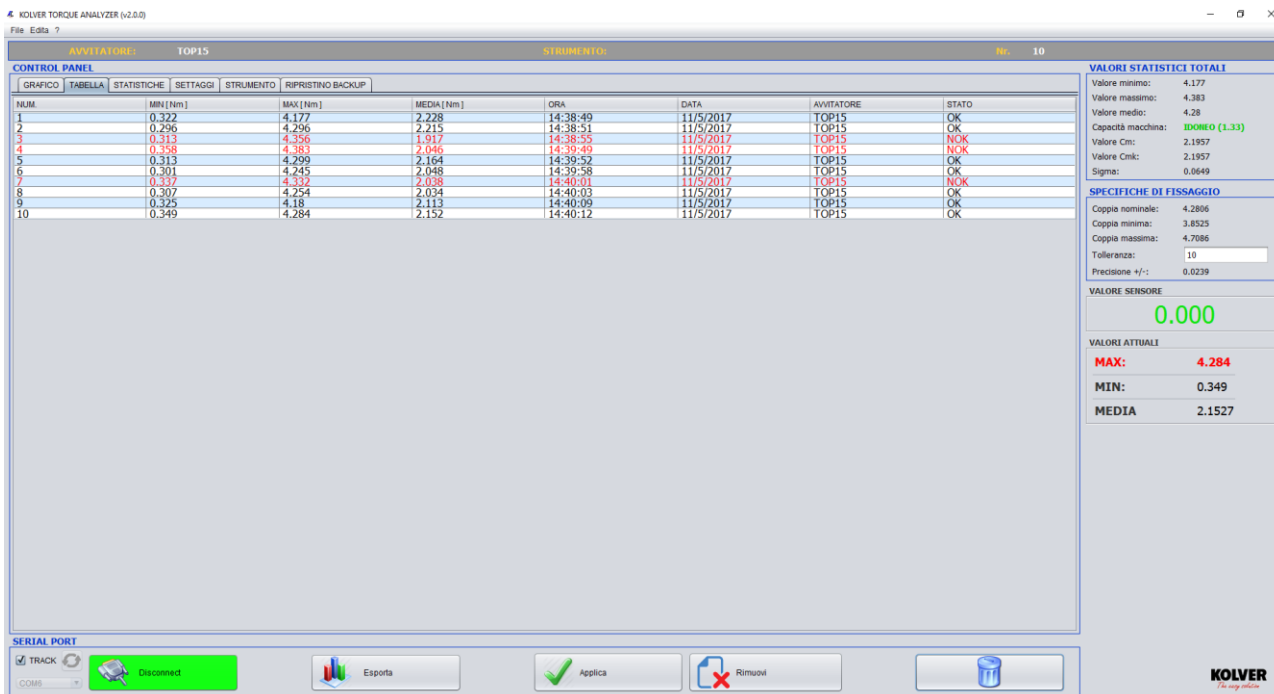 KOLVER TORQUE ANALYZER (v2.0.0)
File Edita ?
AVVITATORE: TOP15 STRUMENTO: Nr. 10
CONTROL PANEL
GRAFICO TABELLA STATISTICHE SETTAGGI STRUMENTO RIPRISTINO BACKUP
NUM. MIN [ Nm ] MAX [ Nm ] MEDIA [ Nm ] ORA DATA AVVITATORE STATO
1 0.322 4.177 2.228 14:38:49 11/5/2017 TOP15 OK
2 0.296 4.296 2.215 14:38:51 11/5/2017 TOP15 OK
3 0.313 4.356 1.917 14:38:55 11/5/2017 TOP15 NOK
4 0.358 4.383 2.046 14:39:49 11/5/2017 TOP15 NOK
5 0.313 4.299 2.164 14:39:52 11/5/2017 TOP15 OK
6 0.301 4.245 2.048 14:39:58 11/5/2017 TOP15 OK
7 0.337 4.332 2.038 14:40:01 11/5/2017 TOP15 NOK
8 0.307 4.254 2.034 14:40:03 11/5/2017 TOP15 OK
9 0.325 4.18 2.113 14:40:09 11/5/2017 TOP15 OK
10 0.349 4.284 2.152 14:40:12 11/5/2017 TOP15 OK
VALORI STATISTICI TOTALI
Valore minimo: 4.177
Valore massimo: 4.383
Valore medio: 4.28
Capacità macchina: IDONEO (1.33)
Valore Cm: 2.1957
Valore Cmk: 2.1957
Sigma: 0.0649
SPECIFICHE DI FISSAGGIO
Coppia nominale: 4.2806
Coppia minima: 3.8525
Coppia massima: 4.7086
Tolleranza: 10
Precisione +/-: 0.0239
VALORE SENSORE
0.000
VALORI ATTUALI
MAX: 4.284
MIN: 0.349
MEDIA 2.1527
SERIAL PORT
TRACK
COM6
Disconnect
Esporta
Applica
Rimuovi
KOLVER
The easy solution